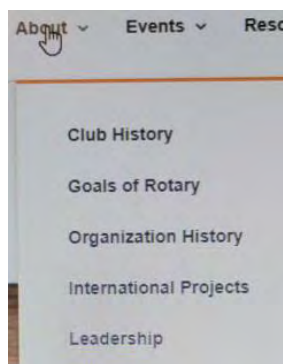 About Events
Club History
Goals of Rotary
Organization History
International Projects
Leadership